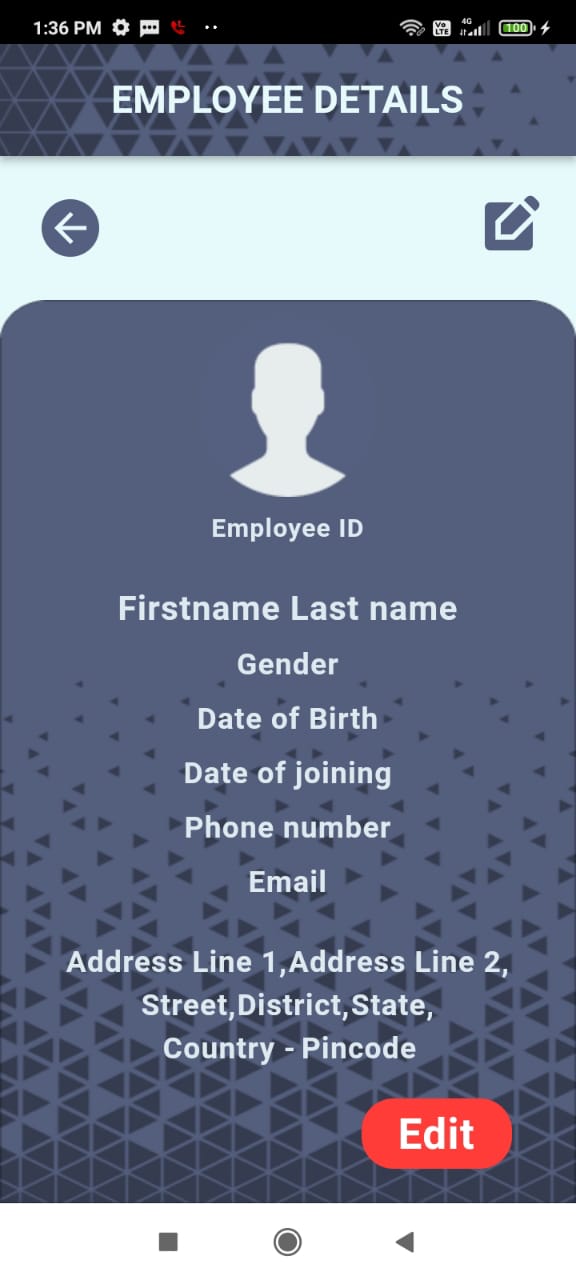 1:36 PM
Vo
LTE
4G
100
EMPLOYEE DETAILS
Employee ID
Firstname Last name
Gender
Date of Birth
Date of joining
Phone number
Email
Address Line 1,Address Line 2,
Street,District,State,
Country - Pincode
Edit